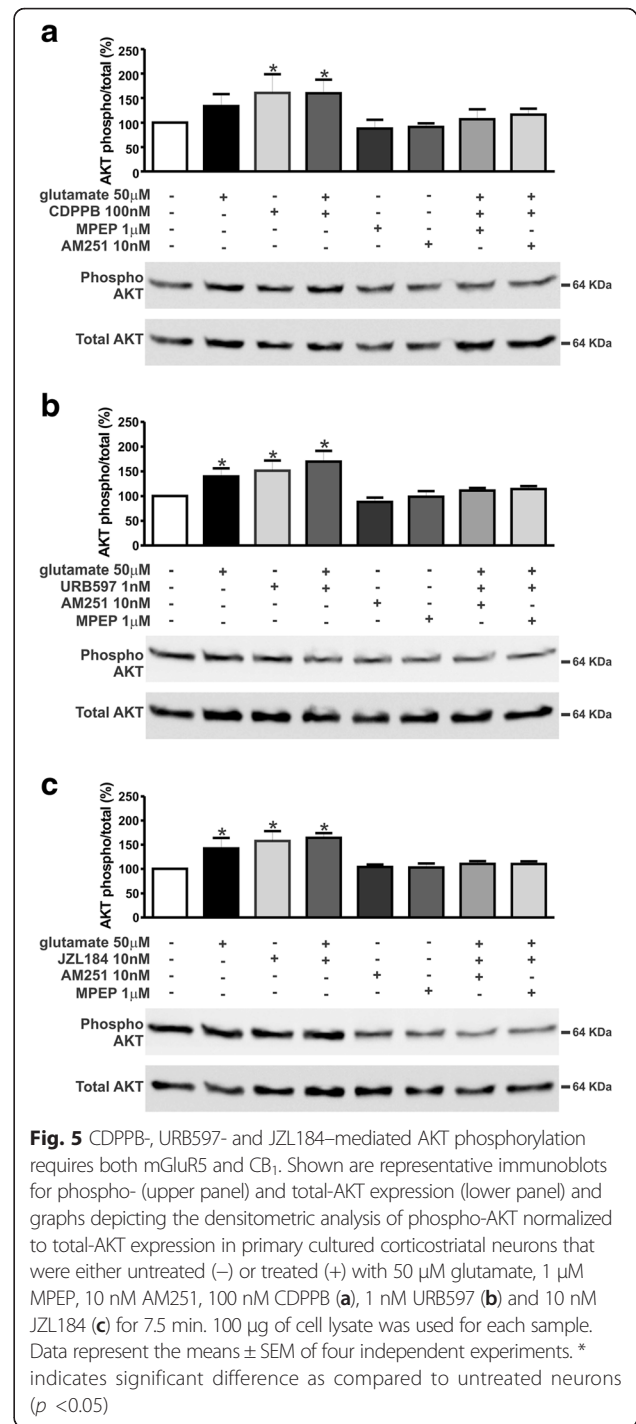 a
AKT phospho/total (%)
250
200
150
100
50
0
* *
glutamate 50µM - + - + - - + +
CDPPB 100nM - - + + - - + +
MPEP 1µM - - - - + - + -
AM251 10nM - - - - - + - +
Phospho
AKT
64 KDa
Total AKT
64 KDa
b
AKT phospho/total (%)
250
200
150
100
50
0
* * *
glutamate 50µM - + - + - - + +
URB597 1nM - - + + - - + +
AM251 10nM - - - - + - + -
MPEP 1µM - - - - - + - +
Phospho
AKT
64 KDa
Total AKT
64 KDa
c
AKT phospho/total (%)
250
200
150
100
50
0
* * *
glutamate 50µM - + - + - - + +
JZL184 10nM - - + + - - + +
AM251 10nM - - - - + - + -
MPEP 1µM - - - - - + - +
Phospho
AKT
64 KDa
Total AKT
64 KDa
Fig. 5 CDPPB-, URB597- and JZL184–mediated AKT phosphorylation
requires both mGluR5 and CB₁. Shown are representative immunoblots
for phospho- (upper panel) and total-AKT expression (lower panel) and
graphs depicting the densitometric analysis of phospho-AKT normalized
to total-AKT expression in primary cultured corticostriatal neurons that
were either untreated (−) or treated (+) with 50 μM glutamate, 1 μM
MPEP, 10 nM AM251, 100 nM CDPPB (a), 1 nM URB597 (b) and 10 nM
JZL184 (c) for 7.5 min. 100 μg of cell lysate was used for each sample.
Data represent the means ± SEM of four independent experiments. *
indicates significant difference as compared to untreated neurons
(p <0.05)